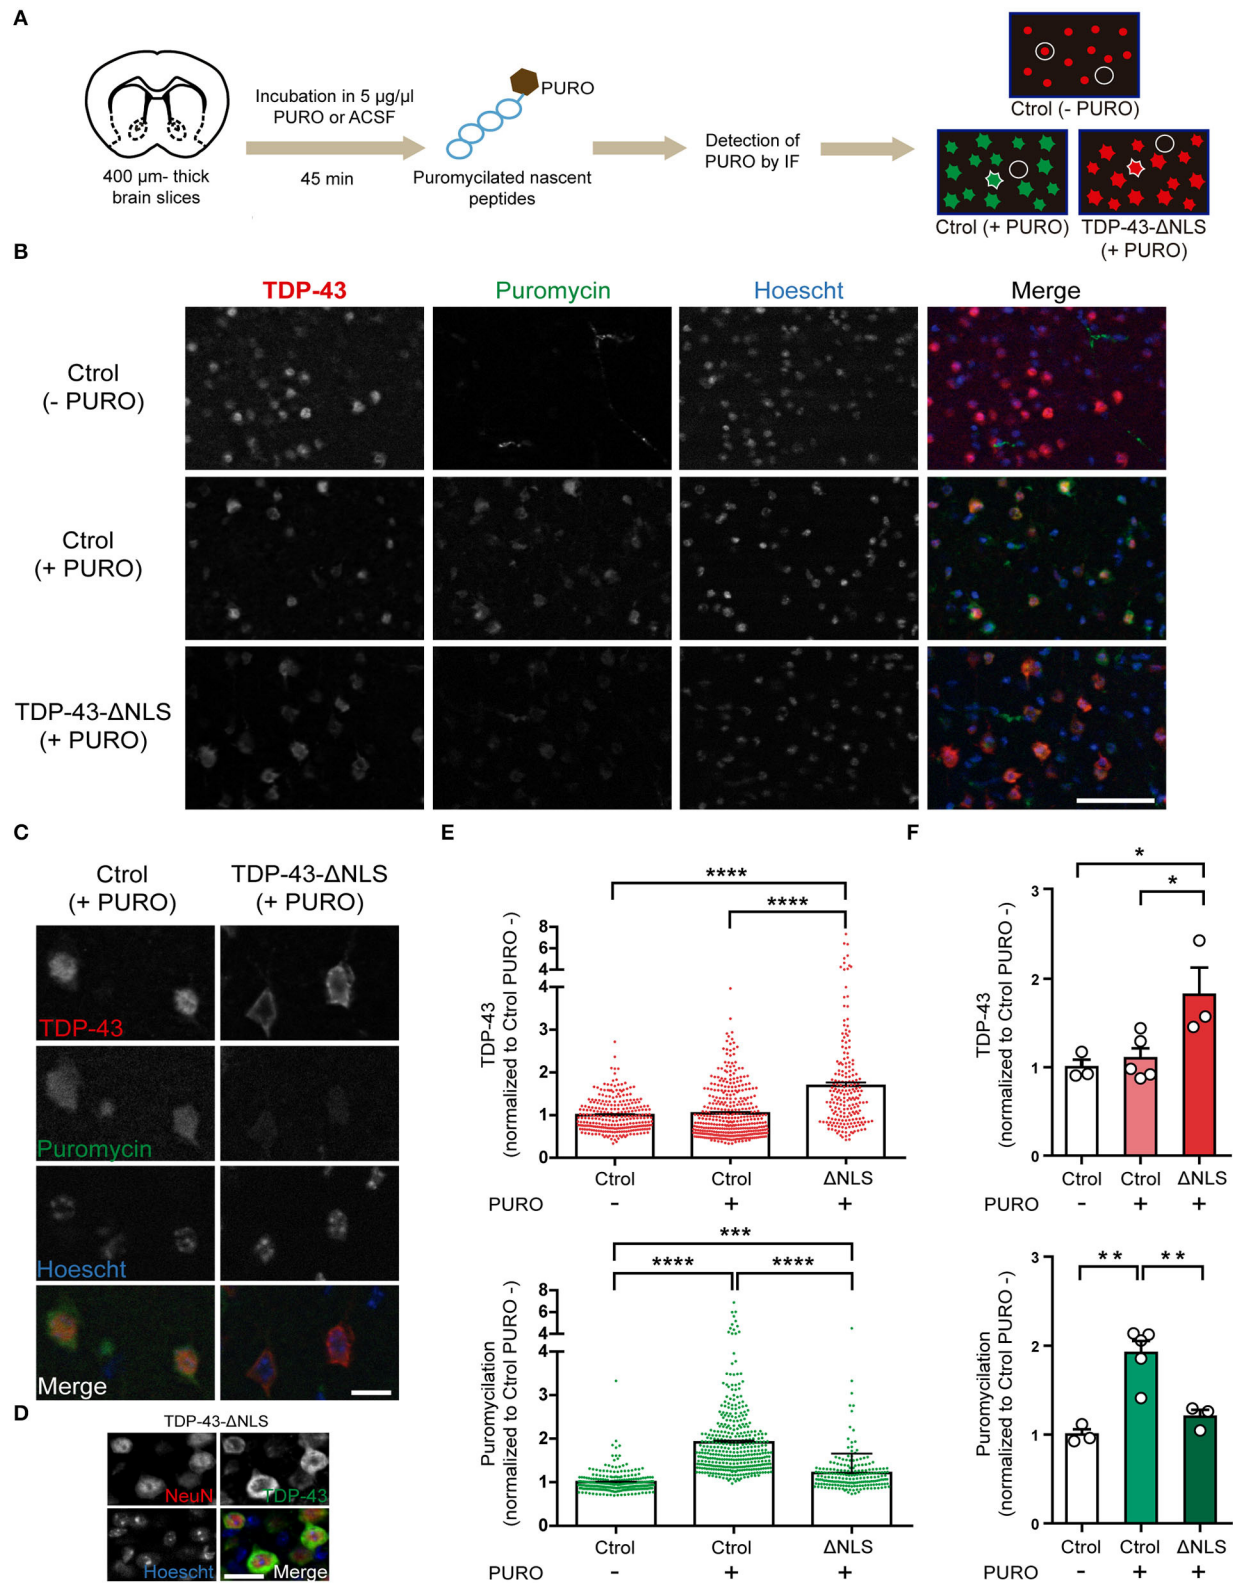 A
Incubation in 5 µg/µl
PURO or ACSF
45 min
400 µm- thick
brain slices
PURO
Puromycilated nascent
peptides
Detection of
PURO by IF
Ctrol (- PURO)
Ctrol (+ PURO)
TDP-43-ΔNLS
(+ PURO)
B
TDP-43
Puromycin
Hoescht
Merge
Ctrol
(- PURO)
Ctrol
(+ PURO)
TDP-43-ΔNLS
(+ PURO)
C
Ctrol
(+ PURO)
TDP-43-ΔNLS
(+ PURO)
TDP-43
Puromycin
Hoescht
Merge
D
TDP-43-ΔNLS
NeuN
TDP-43
Hoescht
Merge
E
****
****
TDP-43
(normalized to Ctrol PURO -)
8
6
4
4
3
2
1
0
Ctrol
Ctrol
ΔNLS
PURO
-
+
+
***
****
****
Puromycilation
(normalized to Ctrol PURO -)
8
6
4
4
3
2
1
0
Ctrol
Ctrol
ΔNLS
PURO
-
+
+
F
*
*
TDP-43
(normalized to Ctrol PURO -)
3
2
1
0
Ctrol
Ctrol
ΔNLS
PURO
-
+
+
**
**
Puromycilation
(normalized to Ctrol PURO -)
3
2
1
0
Ctrol
Ctrol
ΔNLS
PURO
-
+
+